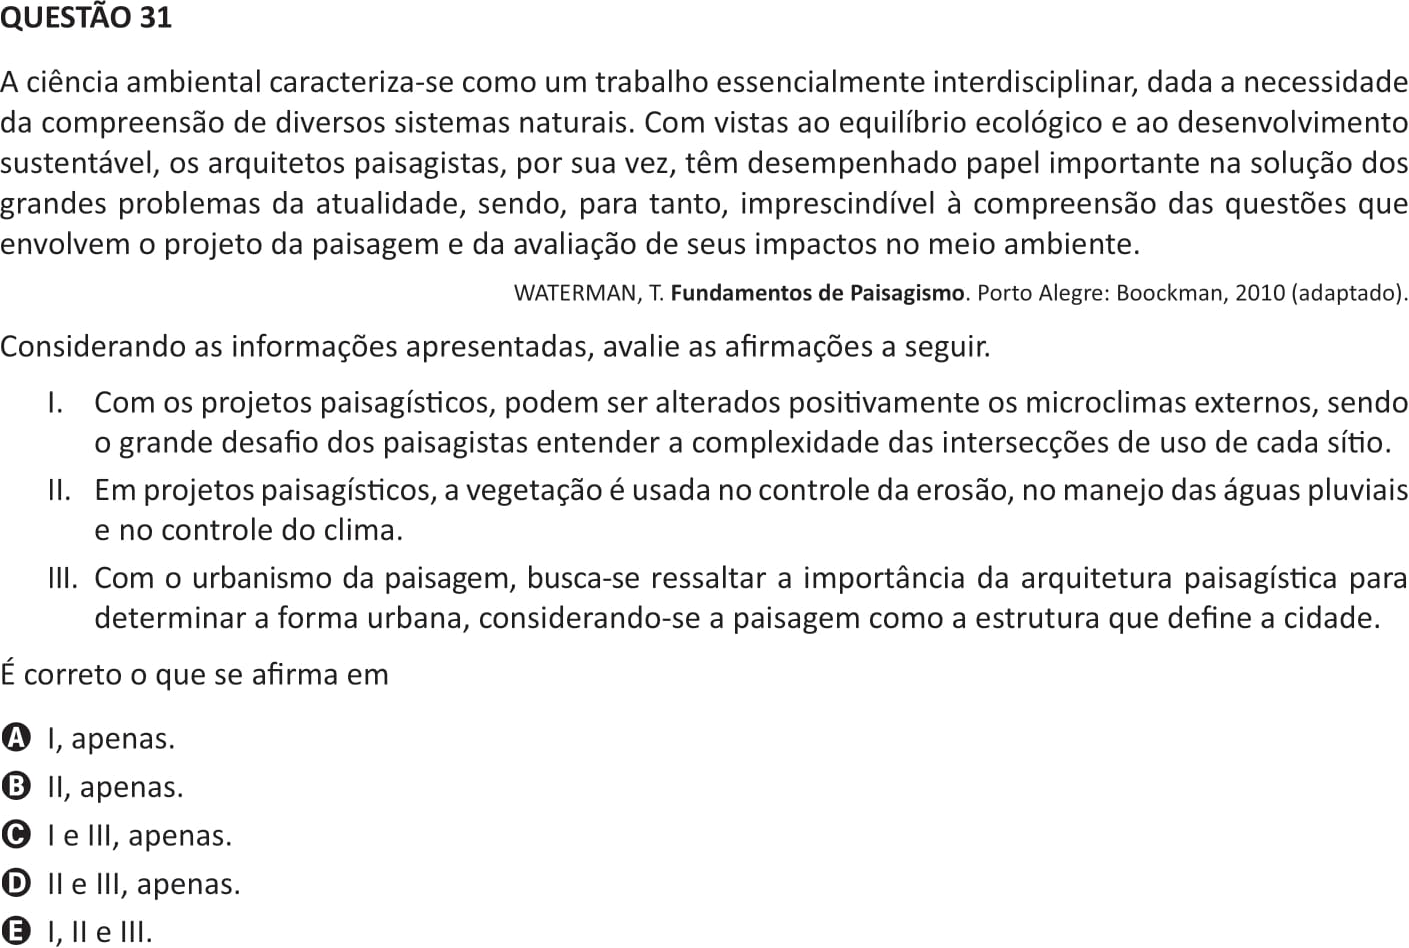 QUESTÃO 31
A ciência ambiental caracteriza-se como um trabalho essencialmente interdisciplinar, dada a necessidade
da compreensão de diversos sistemas naturais. Com vistas ao equilíbrio ecológico e ao desenvolvimento
sustentável, os arquitetos paisagistas, por sua vez, têm desempenhado papel importante na solução dos
grandes problemas da atualidade, sendo, para tanto, imprescindível à compreensão das questões que
envolvem o projeto da paisagem e da avaliação de seus impactos no meio ambiente.
WATERMAN, T. Fundamentos de Paisagismo. Porto Alegre: Boockman, 2010 (adaptado).
Considerando as informações apresentadas, avalie as afirmações a seguir.
I. Com os projetos paisagísticos, podem ser alterados positivamente os microclimas externos, sendo
o grande desafio dos paisagistas entender a complexidade das intersecções de uso de cada sítio.
II. Em projetos paisagísticos, a vegetação é usada no controle da erosão, no manejo das águas pluviais
e no controle do clima.
III. Com o urbanismo da paisagem, busca-se ressaltar a importância da arquitetura paisagística para
determinar a forma urbana, considerando-se a paisagem como a estrutura que define a cidade.
É correto o que se afirma em
A I, apenas.
B II, apenas.
C I e III, apenas.
D II e III, apenas.
E I, II e III.